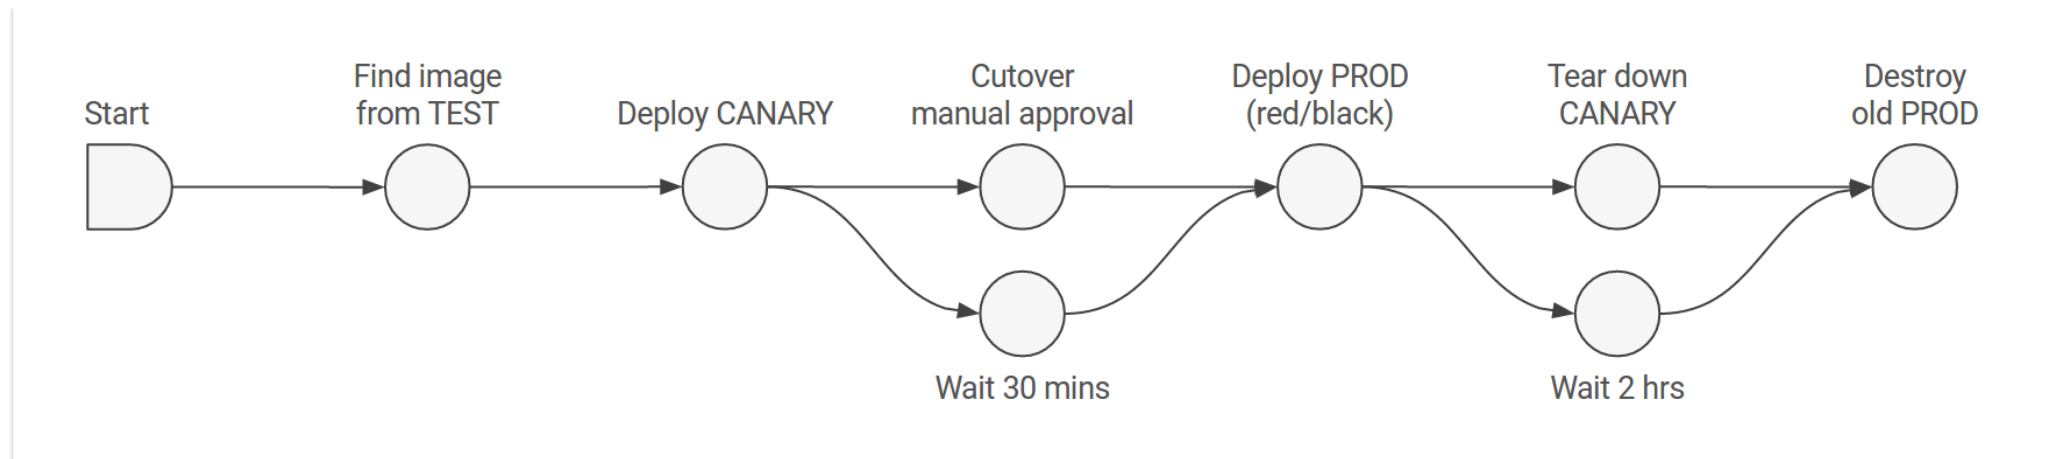 Start
Find image
from TEST
Deploy CANARY
Cutover
manual approval
Wait 30 mins
Deploy PROD
(red/black)
Tear down
CANARY
Wait 2 hrs
Destroy
old PROD